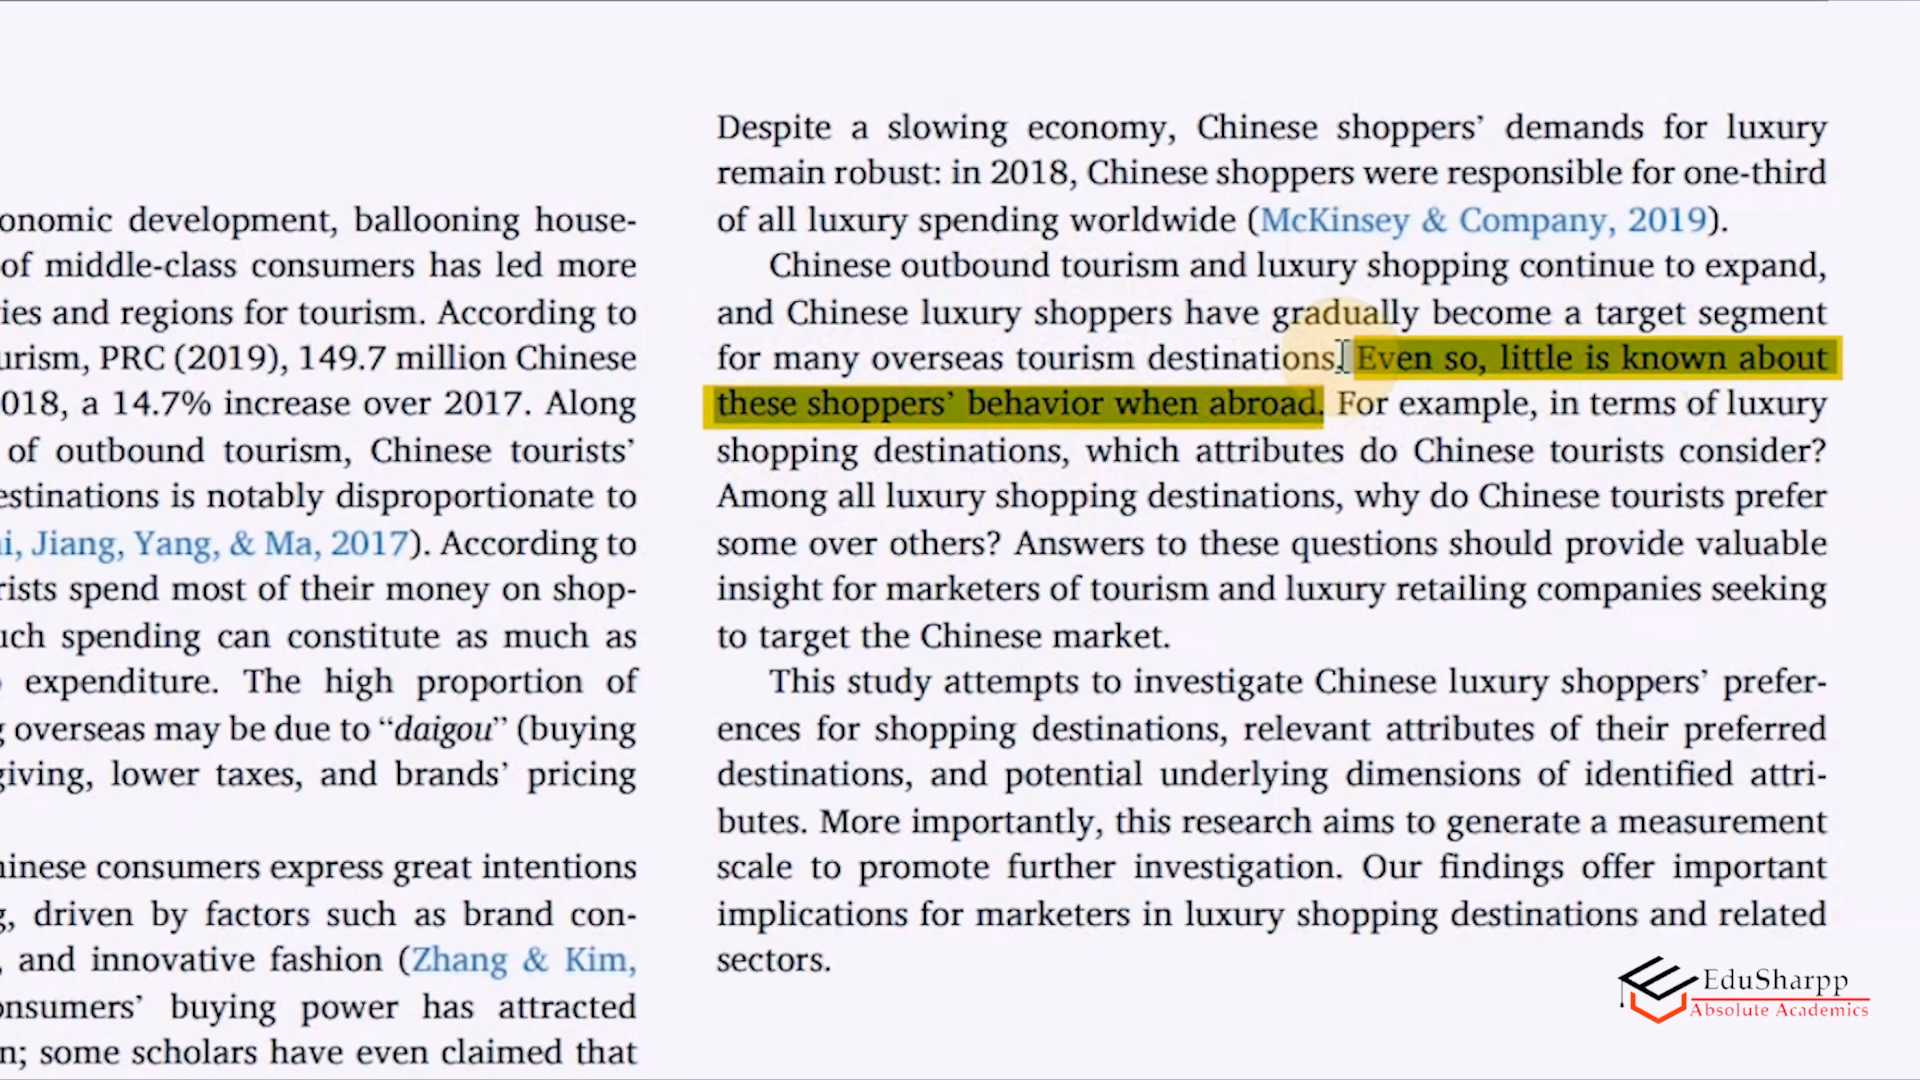 onomic development, ballooning house-
of middle-class consumers has led more
ies and regions for tourism. According to
urism, PRC (2019), 149.7 million Chinese
018, a 14.7% increase over 2017. Along
of outbound tourism, Chinese tourists’
estinations is notably disproportionate to
i, Jiang, Yang, & Ma, 2017). According to
rists spend most of their money on shop-
uch spending can constitute as much as
expenditure. The high proportion of
g overseas may be due to “daigou” (buying
giving, lower taxes, and brands’ pricing
hinese consumers express great intentions
g, driven by factors such as brand con-
, and innovative fashion (Zhang & Kim,
onsumers’ buying power has attracted
n; some scholars have even claimed that
Despite a slowing economy, Chinese shoppers’ demands for luxury
remain robust: in 2018, Chinese shoppers were responsible for one-third
of all luxury spending worldwide (McKinsey & Company, 2019).
Chinese outbound tourism and luxury shopping continue to expand,
and Chinese luxury shoppers have gradually become a target segment
for many overseas tourism destinations. Even so, little is known about
these shoppers’ behavior when abroad. For example, in terms of luxury
shopping destinations, which attributes do Chinese tourists consider?
Among all luxury shopping destinations, why do Chinese tourists prefer
some over others? Answers to these questions should provide valuable
insight for marketers of tourism and luxury retailing companies seeking
to target the Chinese market.
This study attempts to investigate Chinese luxury shoppers’ prefer-
ences for shopping destinations, relevant attributes of their preferred
destinations, and potential underlying dimensions of identified attri-
butes. More importantly, this research aims to generate a measurement
scale to promote further investigation. Our findings offer important
implications for marketers in luxury shopping destinations and related
sectors.
EduSharpp
Absolute Academics